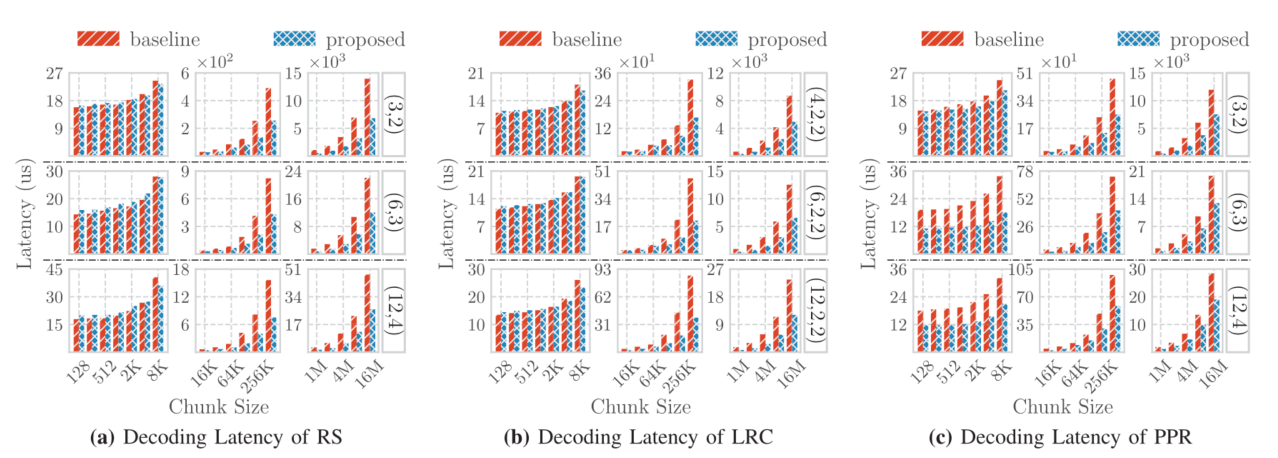 baseline proposed
×10² ×10³
27 18 9
6 4 2
15 10 5
(3,2)
30 20 10
9 6 3
24 16 8
(6,3)
45 30 15
18 12 6
51 34 17
(12,4)
Latency (us)
128 512 2K 8K 16K 64K 256K 1M 4M 16M
Chunk Size
(a) Decoding Latency of RS
baseline proposed
×10¹ ×10³
21 14 7
36 24 12
12 8 4
(4,2,2)
21 14 7
51 34 17
15 10 5
(6,2,2)
30 20 10
93 62 31
27 18 9
(12,2,2)
Latency (us)
128 512 2K 8K 16K 64K 256K 1M 4M 16M
Chunk Size
(b) Decoding Latency of LRC
baseline proposed
×10¹ ×10³
27 18 9
51 34 17
15 10 5
(3,2)
36 24 12
78 52 26
21 14 7
(6,3)
36 24 12
105 70 35
30 20 10
(12,4)
Latency (us)
128 512 2K 8K 16K 64K 256K 1M 4M 16M
Chunk Size
(c) Decoding Latency of PPR